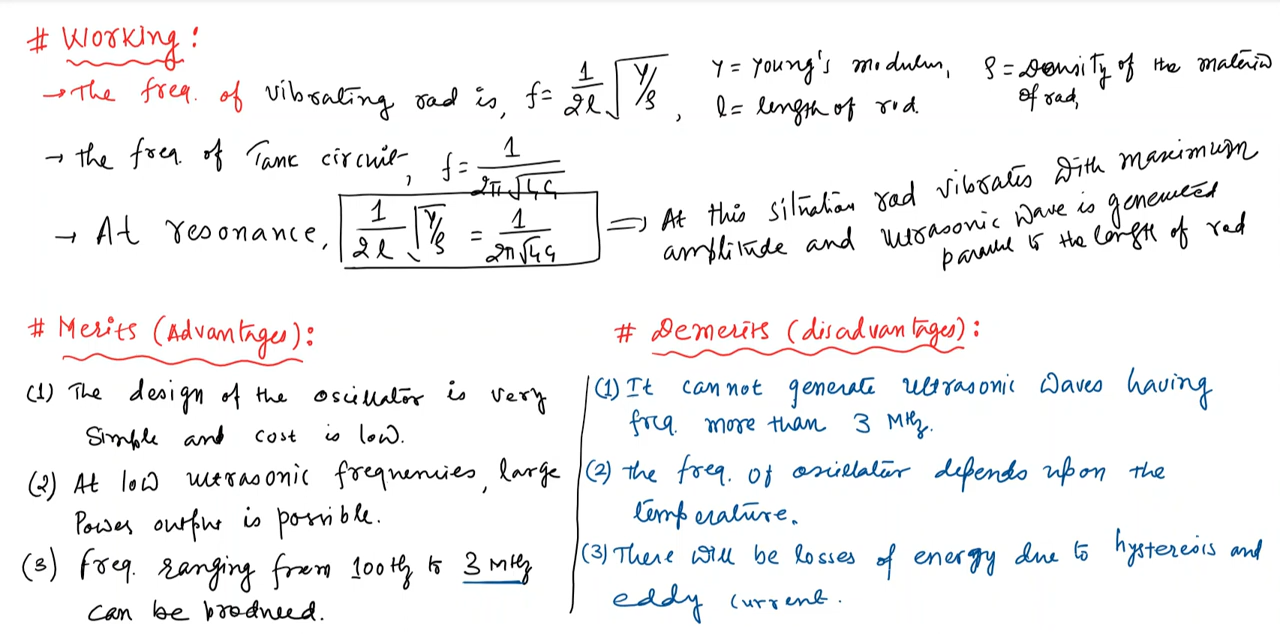 # Working:
→ The freq. of vibrating rod is, f = 1/2l √(Y/ρ), Y = Young's modulus, ρ = Density of the material of rod,
l = length of rod.
→ the freq. of Tank circuit, f = 1/2π√L₁C₁
→ At resonance, 1/2l √(Y/ρ) = 1/2π√L₁C₁ ⇒ At this situation rod vibrates with maximum
amplitude and ultrasonic wave is generated
parallel to the length of rod
# Merits (Advantages):
(1) The design of the oscillator is very
Simple and cost is low.
(2) At low ultrasonic frequencies, large
Power output is possible.
(3) freq. ranging from 100 Hz to 3 MHz
can be produced.
# Demerits (disadvantages):
(1) It cannot generate ultrasonic waves having
freq. more than 3 MHz.
(2) the freq. of oscillator depends upon the
temperature.
(3) There will be losses of energy due to hysteresis and
eddy current.